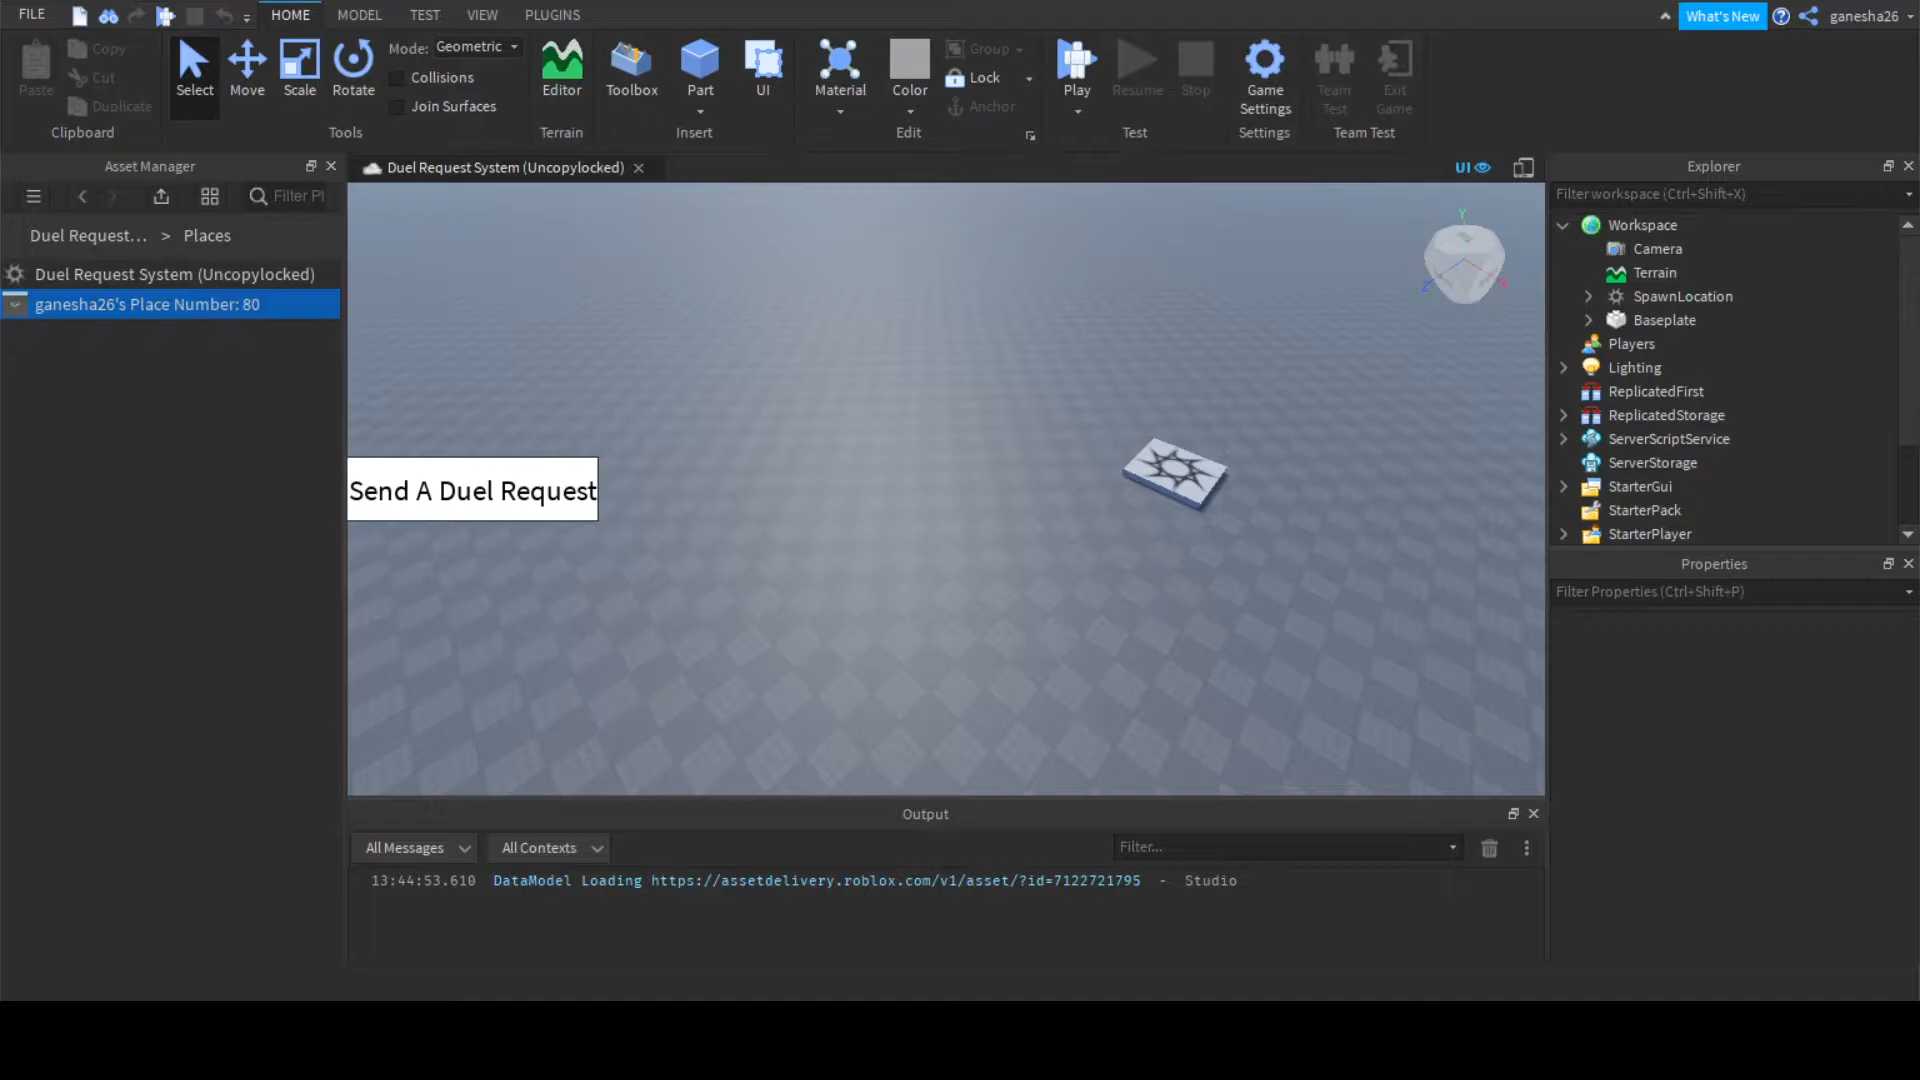 FILE HOME MODEL TEST VIEW PLUGINS What's New ganesha26
Paste Copy Cut Duplicate
Clipboard
Select Move Scale Rotate
Mode: Geometric
Collisions
Join Surfaces
Tools
Editor
Terrain
Toolbox Part UI
Insert
Material Color
Group
Lock
Anchor
Edit
Play Resume Stop
Test
Game
Settings
Settings
Team
Test
Exit
Game
Team Test
Asset Manager
Filter Pl
Duel Request... > Places
Duel Request System (Uncopylocked)
ganesha26's Place Number: 80
Duel Request System (Uncopylocked)
UI
Y
Z
X
Send A Duel Request
Output
All Messages All Contexts Filter...
13:44:53.610 DataModel Loading https://assetdelivery.roblox.com/v1/asset/?id=7122721795 - Studio
Explorer
Filter workspace (Ctrl+Shift+X)
Workspace
Camera
Terrain
SpawnLocation
Baseplate
Players
Lighting
ReplicatedFirst
ReplicatedStorage
ServerScriptService
ServerStorage
StarterGui
StarterPack
StarterPlayer
Properties
Filter Properties (Ctrl+Shift+P)